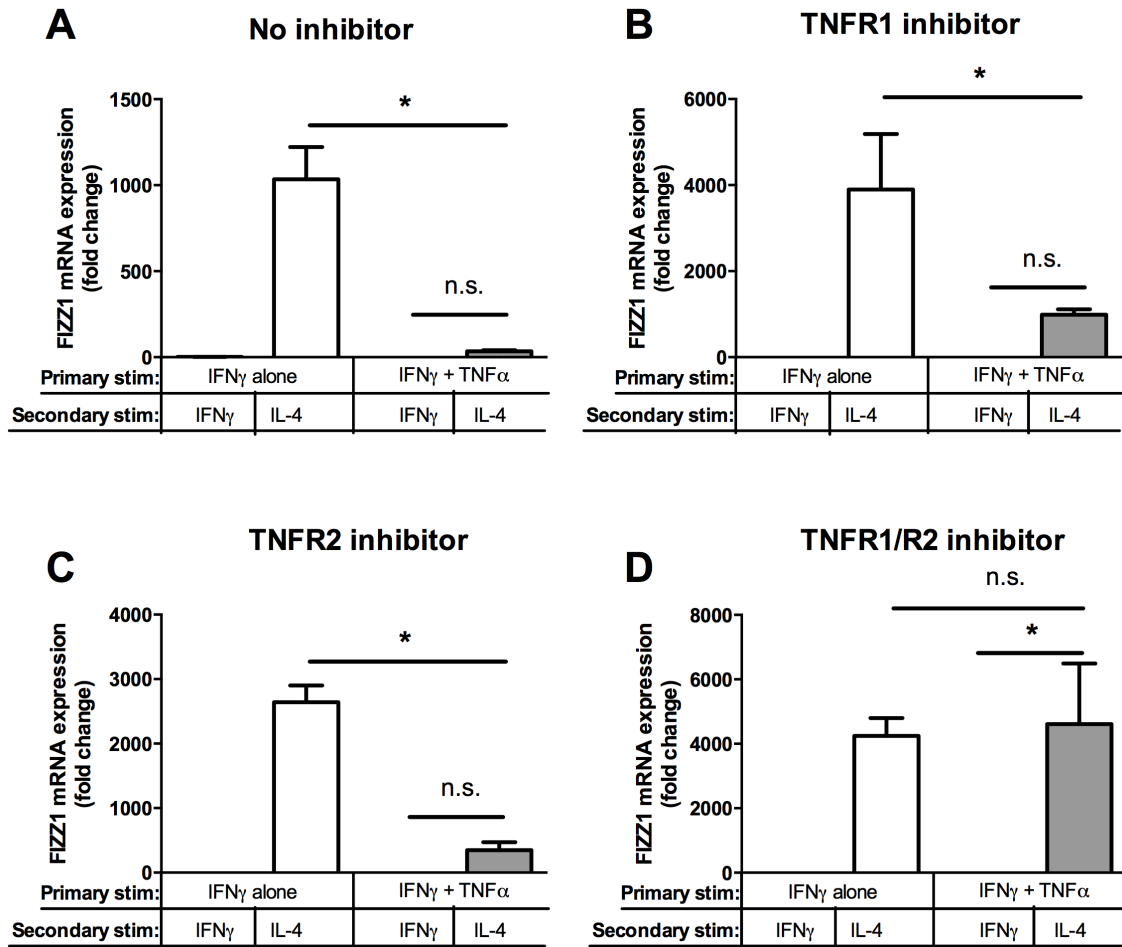 A
No inhibitor
FIZZ1 mRNA expression
(fold change)
1500
1000
500
0
*
n.s.
Primary stim: IFNγ alone IFNγ + TNFα
Secondary stim: IFNγ IL-4 IFNγ IL-4
B
TNFR1 inhibitor
FIZZ1 mRNA expression
(fold change)
6000
4000
2000
0
*
n.s.
Primary stim: IFNγ alone IFNγ + TNFα
Secondary stim: IFNγ IL-4 IFNγ IL-4
C
TNFR2 inhibitor
FIZZ1 mRNA expression
(fold change)
4000
3000
2000
1000
0
*
n.s.
Primary stim: IFNγ alone IFNγ + TNFα
Secondary stim: IFNγ IL-4 IFNγ IL-4
D
TNFR1/R2 inhibitor
FIZZ1 mRNA expression
(fold change)
8000
6000
4000
2000
0
n.s.
*
Primary stim: IFNγ alone IFNγ + TNFα
Secondary stim: IFNγ IL-4 IFNγ IL-4